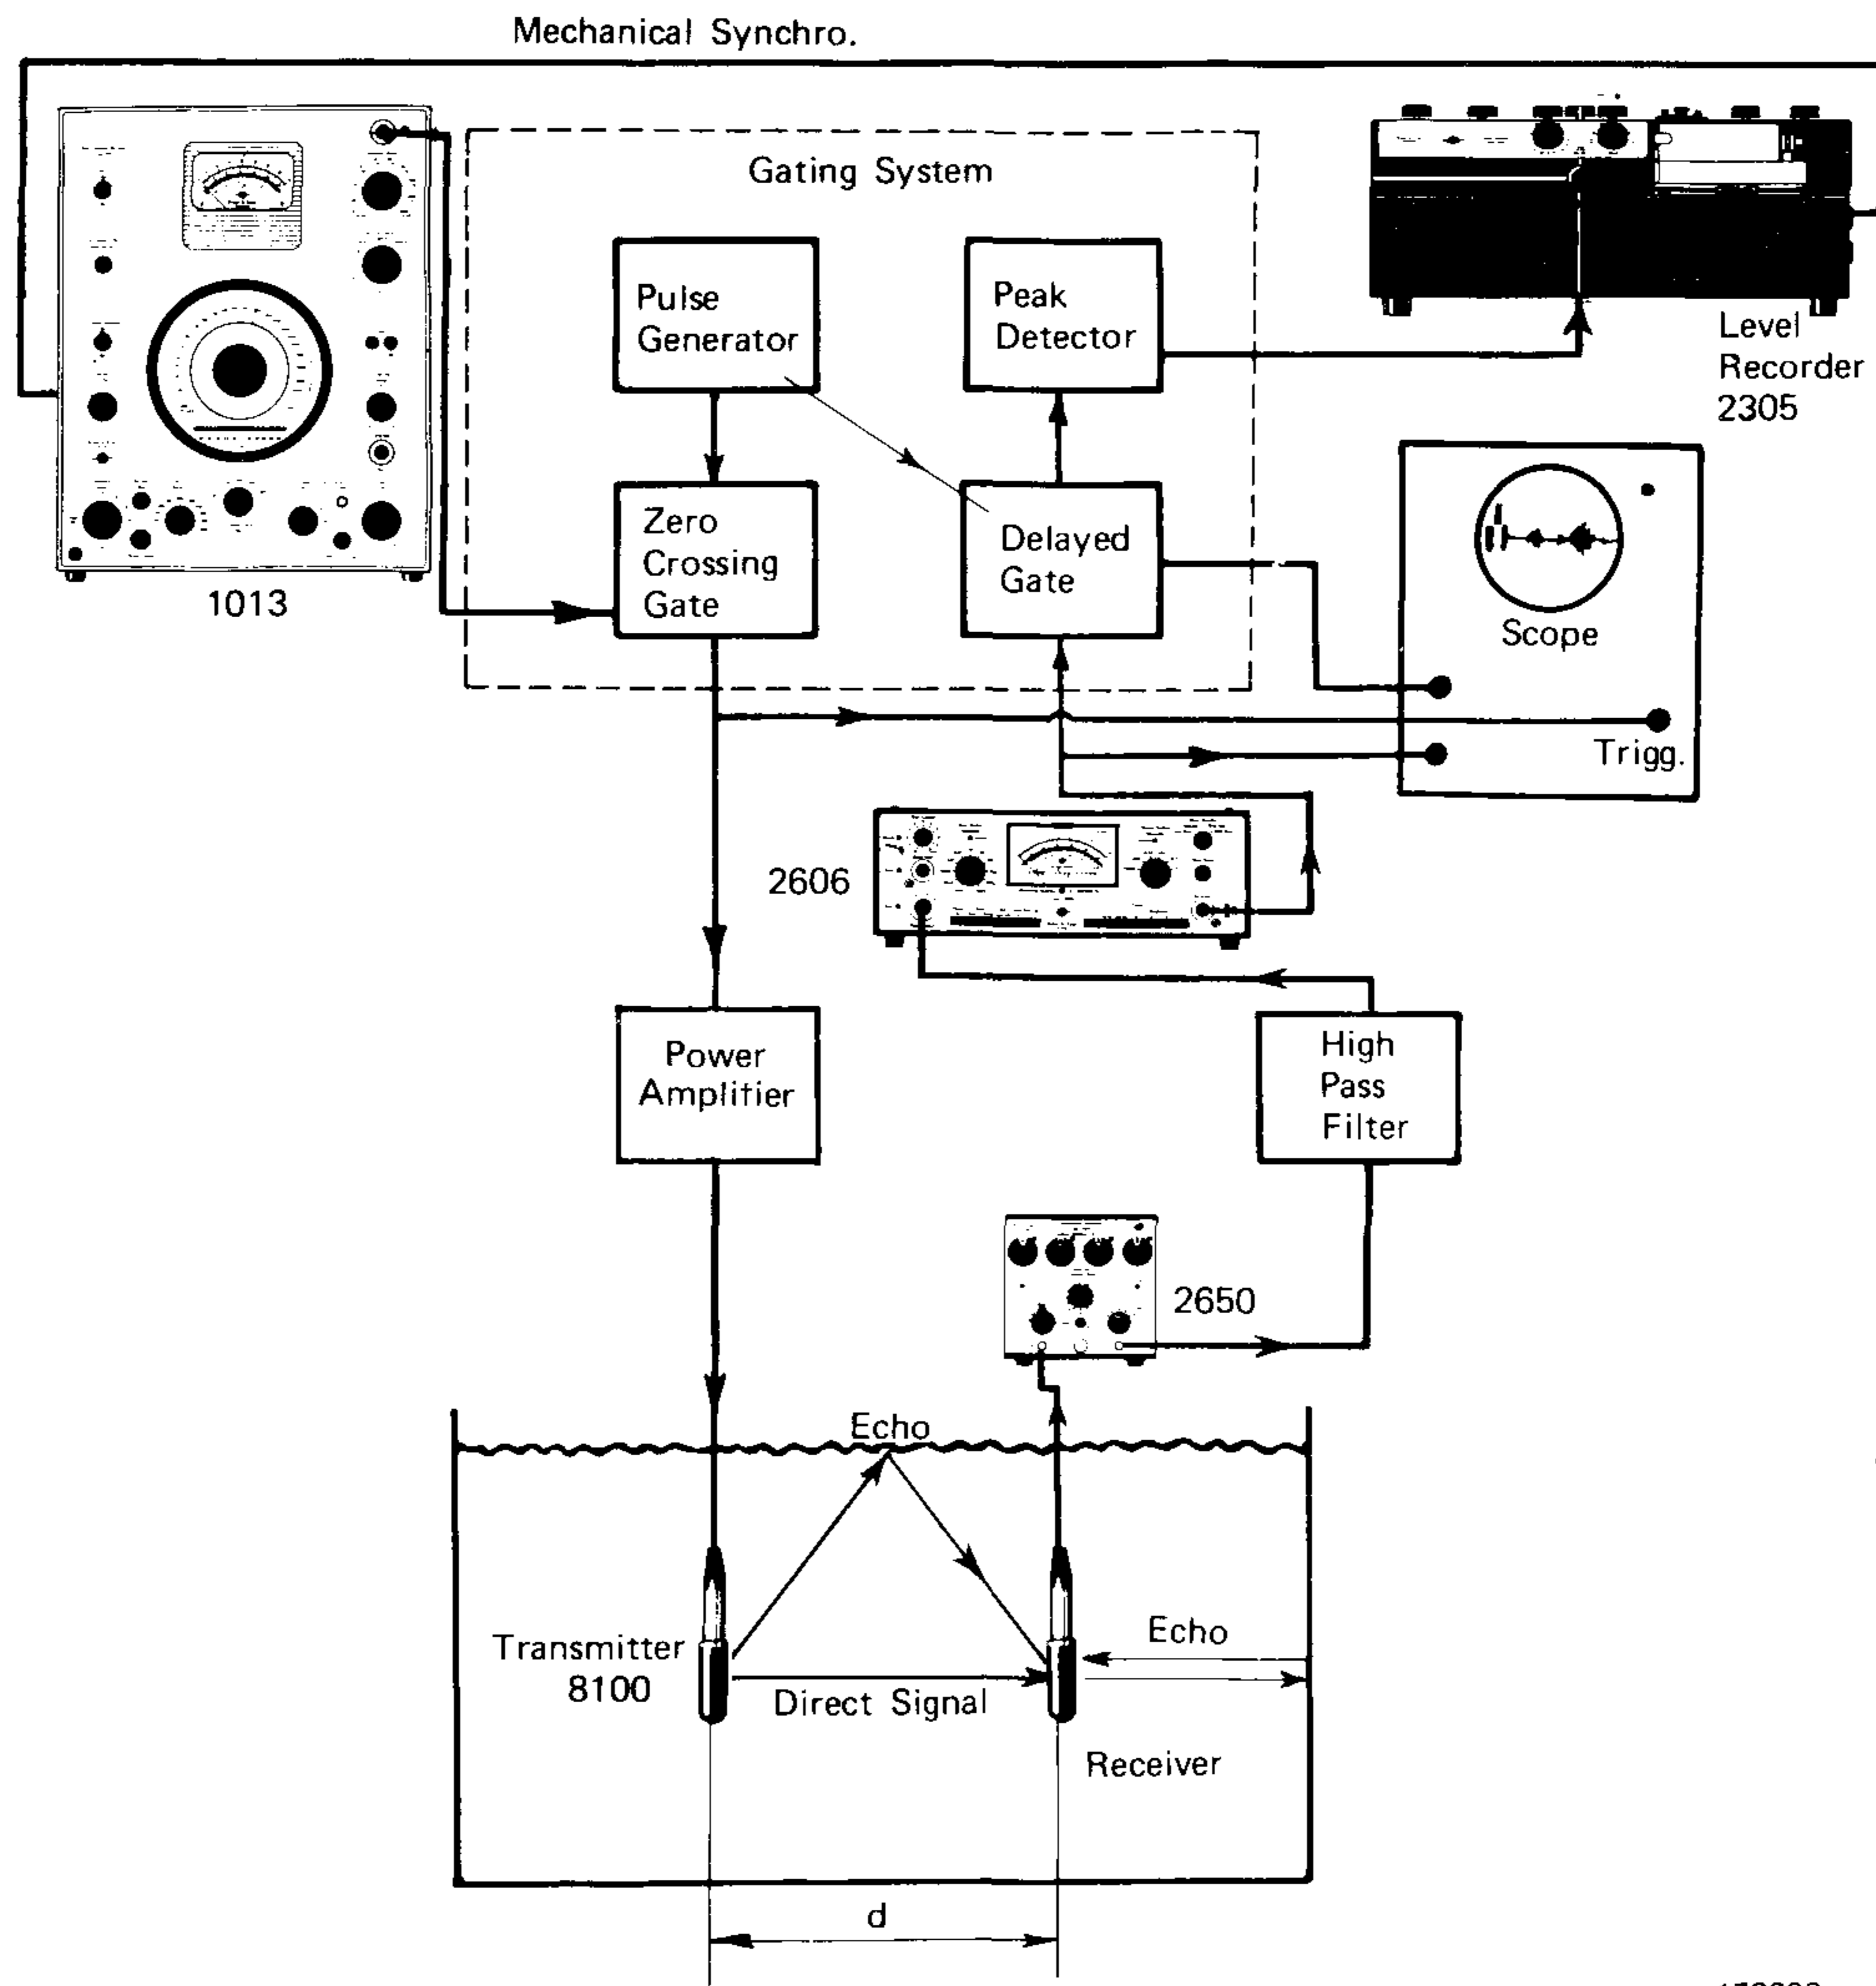 Mechanical Synchro.
Gating System
Pulse
Generator
Peak
Detector
Level
Recorder
2305
Zero
Crossing
Gate
Delayed
Gate
1013
Scope
Trigg.
2606
Power
Amplifier
High
Pass
Filter
2650
Echo
Transmitter
8100
Echo
Direct Signal
Receiver
d